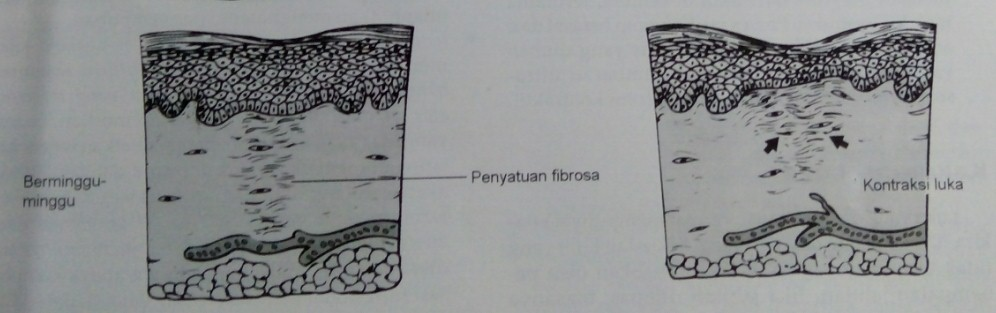 Berminggu-
minggu
Penyatuan fibrosa
Kontraksi luka